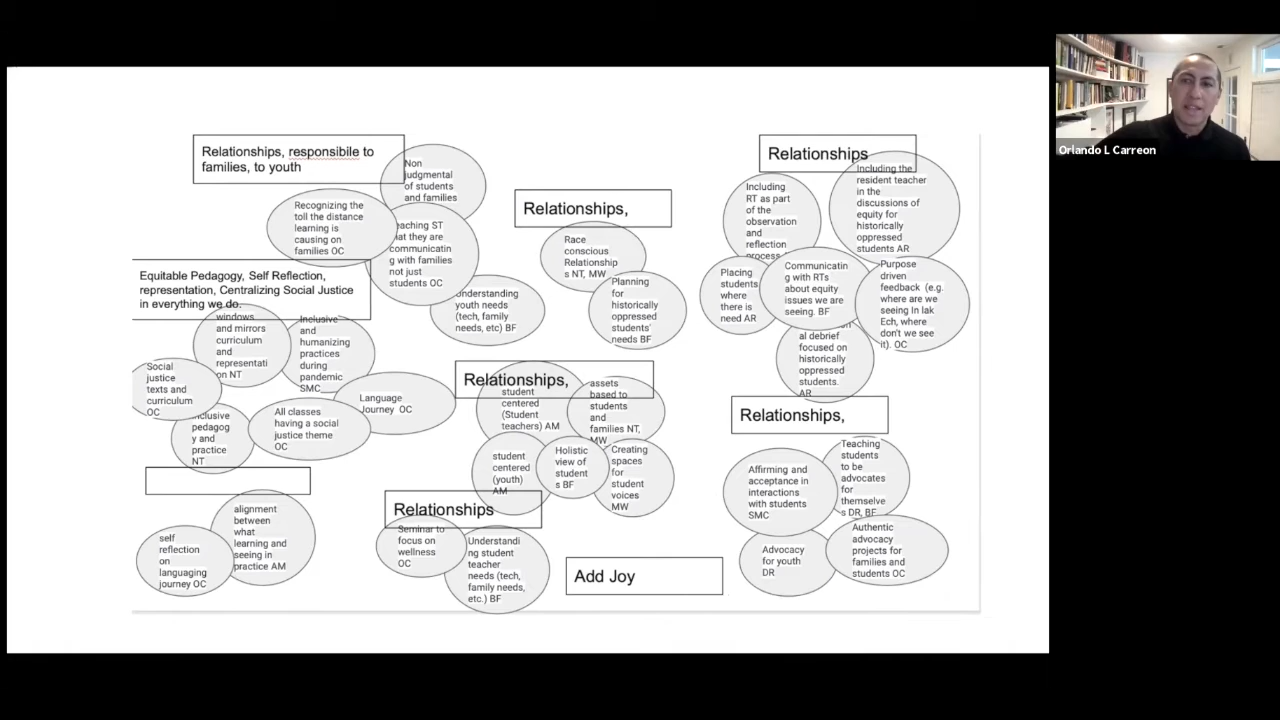 Relationships, responsibile to
families, to youth
Non
judgmental
of students
and families
Recognizing the
toll the distance
learning is
causing on
families OC
eaching ST
hat they are
communicatin
g with families
not just
students OC
Understanding
youth needs
(tech, family
needs, etc) BF
Equitable Pedagogy, Self Reflection,
representation, Centralizing Social Justice
in everything we do.
windows
and mirrors
curriculum
and
representati
on NT
Inclusive
and
humanizing
practices
during
pandemic
SMC
Social
justice
texts and
curriculum
OC
Language
Journey OC
inclusive
pedagog
y and
practice
NT
All classes
having a social
justice theme
OC
alignment
between
what
learning and
seeing in
practice AM
self
reflection
on
languaging
journey OC
Relationships,
Race
conscious
Relationship
s NT, MW
Planning
for
historically
oppressed
students'
needs BF
Relationships,
student
centered
(Student
teachers) AM
assets
based to
students
and
families NT,
MW
student
centered
(youth)
AM
Holistic
view of
student
s BF
Creating
spaces
for
student
voices
MW
Relationships
Seminar to
focus on
wellness
OC
Understandi
ng student
teacher
needs (tech,
family needs,
etc.) BF
Add Joy
Relationships
Including
RT as part
of the
observation
and
reflection
process
Including the
resident teacher
in the
discussions of
equity for
historically
oppressed
students AR
Placing
students
where
there is
need AR
Communicatin
g with RTs
about equity
issues we are
seeing. BF
Purpose
driven
feedback (e.g.
where are we
seeing In lak
Ech, where
don't we see
it). OC
al debrief
focused on
historically
oppressed
students.
AR
Relationships,
Affirming and
acceptance in
interactions
with students
SMC
Teaching
students
to be
advocates
for
themselve
s DR, BF
Advocacy
for youth
DR
Authentic
advocacy
projects for
families and
students OC
Orlando L Carreon